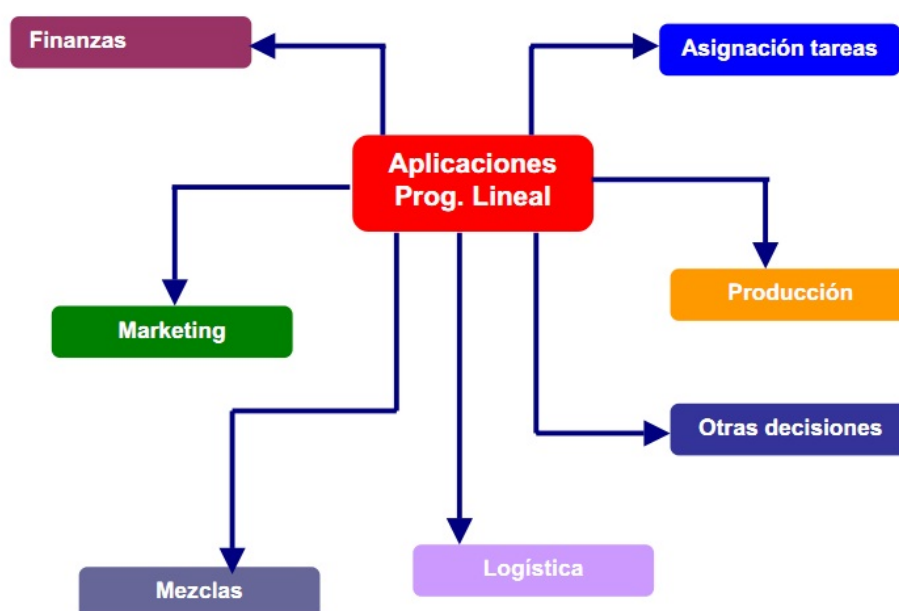 Finanzas
Asignación tareas
Aplicaciones
Prog. Lineal
Producción
Marketing
Otras decisiones
Logística
Mezclas